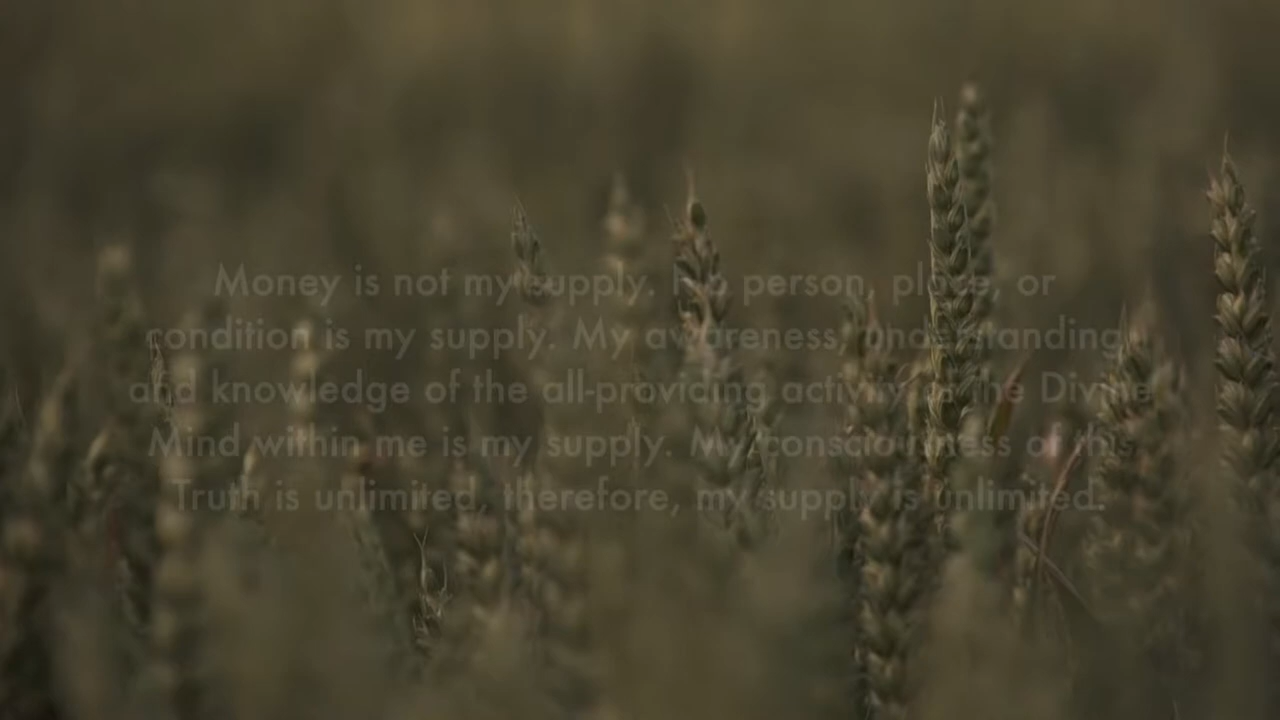 Money is not my supply. No person, place or
condition is my supply. My awareness, understanding
and knowledge of the all-providing activity of the Divine
Mind within me is my supply. My consciousness of this
Truth is unlimited, therefore, my supply is unlimited.